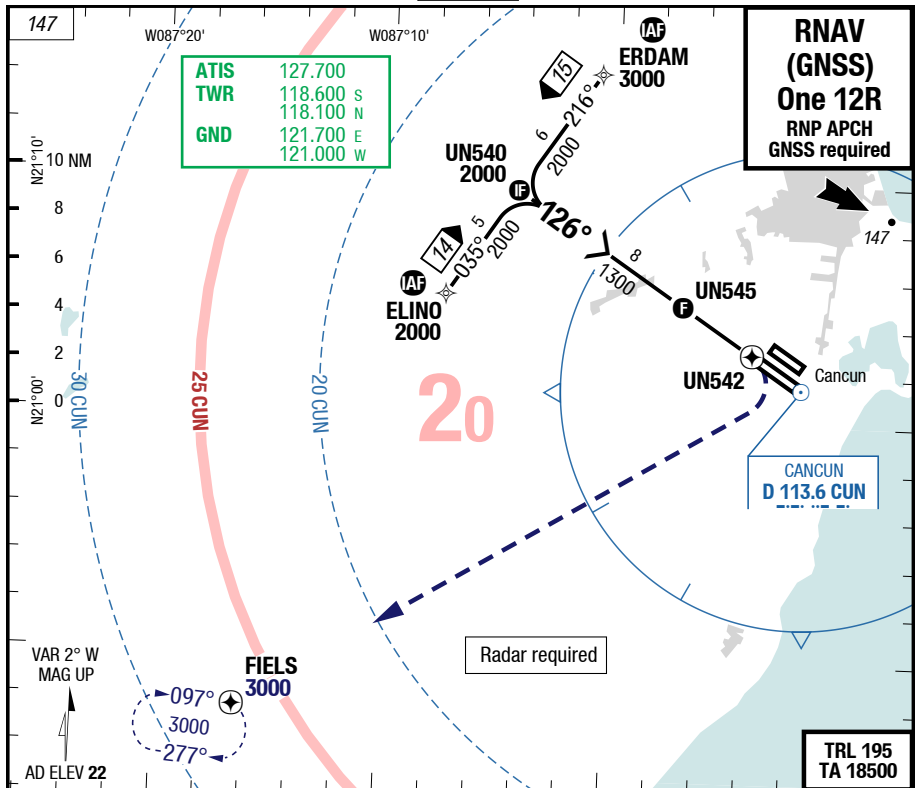 147
W087°20'
W087°10'
IAF
ERDAM
3000
RNAV
(GNSS)
One 12R
RNP APCH
GNSS required
ATIS 127.700
TWR 118.600 S
118.100 N
GND 121.700 E
121.000 W
15
216°
6
2000
UN540
2000
IF
126°
N21°10'
10 NM
8
6
4
2
0
N21°00'
14
035°
5
2000
IAF
ELINO
2000
8
1300
F
UN545
147
UN542
Cancun
30 CUN
25 CUN
20 CUN
20
CANCUN
D 113.6 CUN
Radar required
VAR 2° W
MAG UP
AD ELEV 22
FIELS
3000
097°
3000
277°
TRL 195
TA 18500